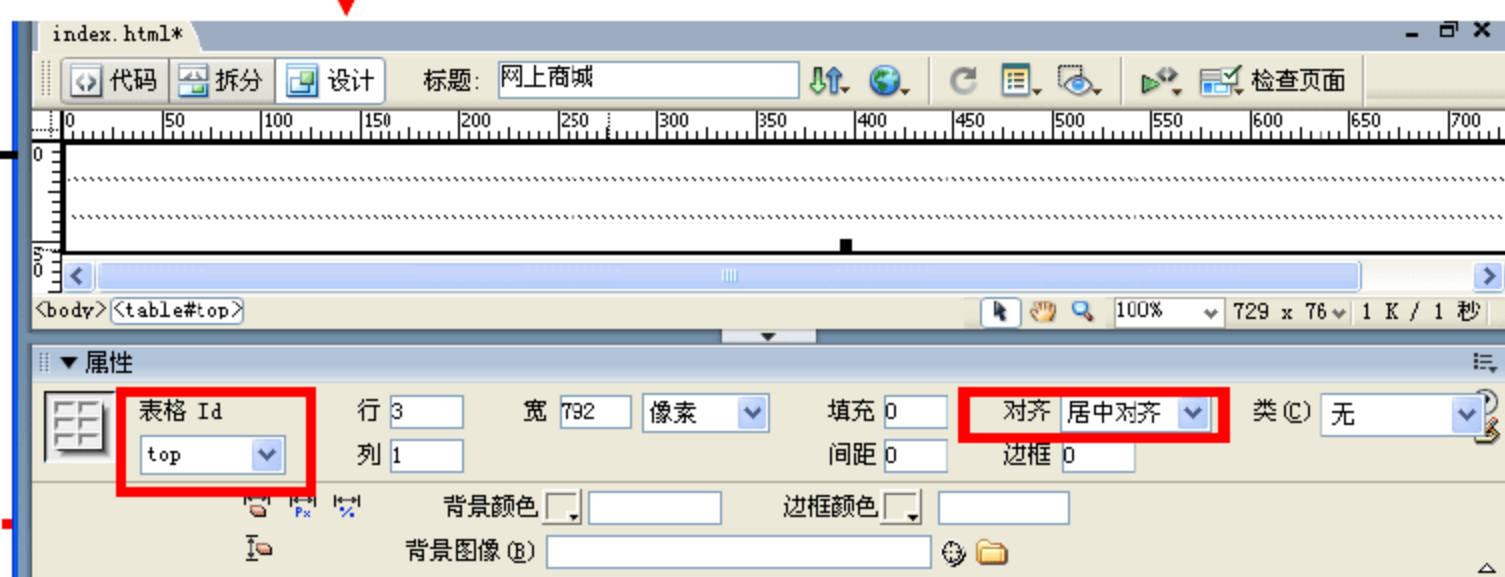 index.html*
代码 拆分 设计 标题: 网上商城 检查页面
0 50 100 150 200 250 300 350 400 450 500 550 600 650 700
0
<body><table#top> 100% 729 x 76 1 K / 1 秒
属性
表格 Id 行 3 宽 792 像素 填充 0 对齐 居中对齐 类(C) 无
top 列 1 间距 0 边框 0
背景颜色 边框颜色
背景图像(B)